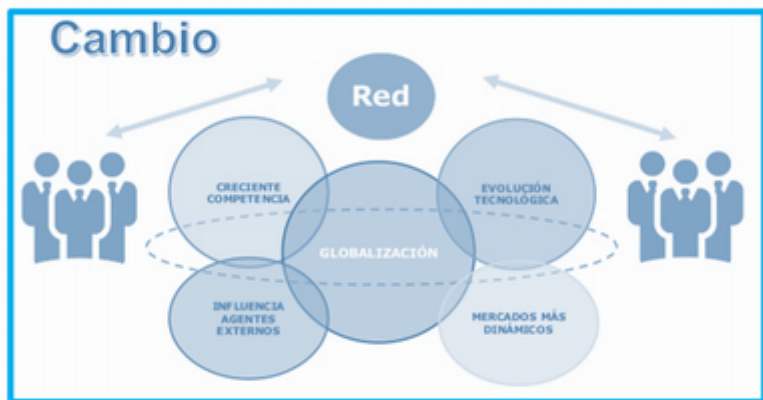 Cambio
Red
CRECIENTE
COMPETENCIA
EVOLUCIÓN
TECNOLÓGICA
GLOBALIZACIÓN
INFLUENCIA
AGENTES
EXTERNOS
MERCADOS MÁS
DINÁMICOS